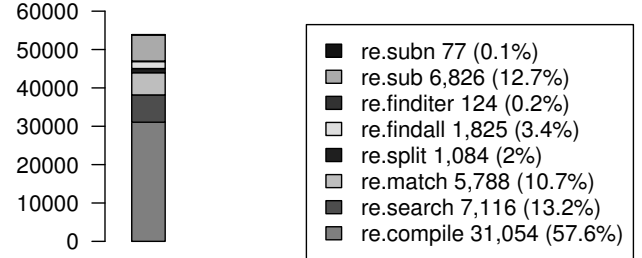 60000
50000
40000
30000
20000
10000
0
re.subn 77 (0.1%)
re.sub 6,826 (12.7%)
re.finditer 124 (0.2%)
re.findall 1,825 (3.4%)
re.split 1,084 (2%)
re.match 5,788 (10.7%)
re.search 7,116 (13.2%)
re.compile 31,054 (57.6%)